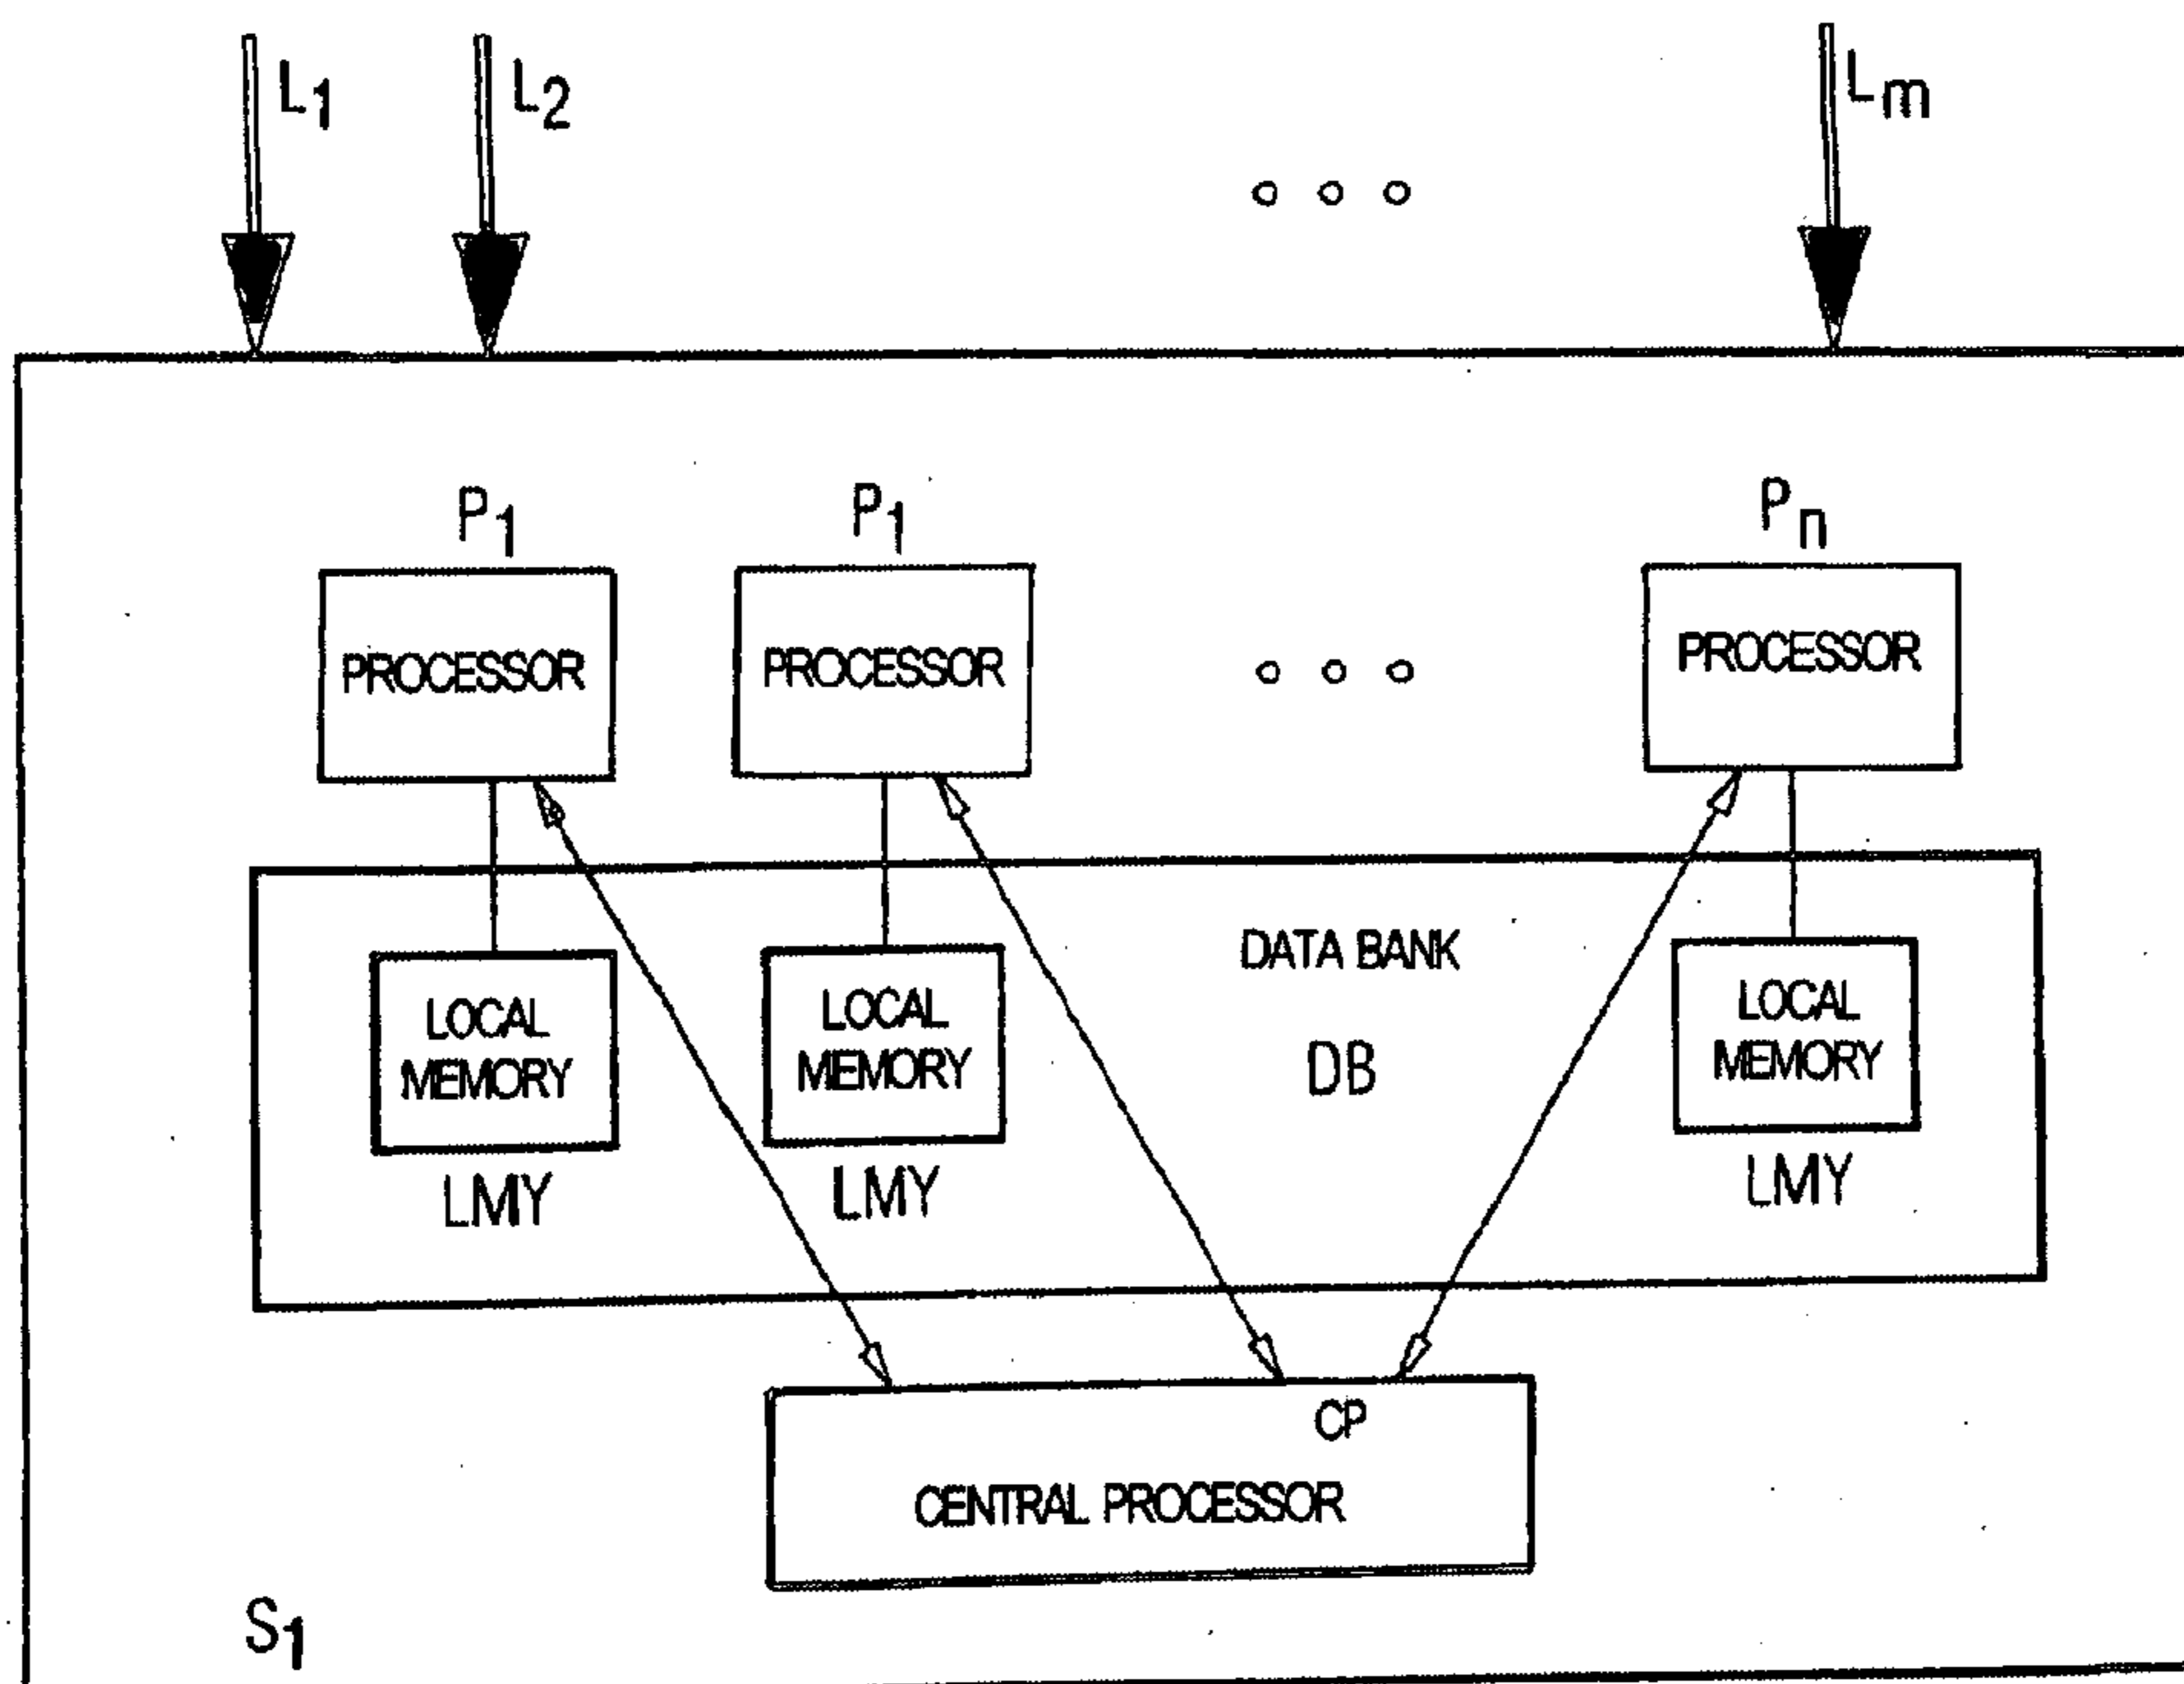 L1
L2
Lm
P1
P1
Pn
PROCESSOR
PROCESSOR
PROCESSOR
DATA BANK
DB
LOCAL
MEMORY
LMY
LOCAL
MEMORY
LMY
LOCAL
MEMORY
LMY
CP
CENTRAL PROCESSOR
S1